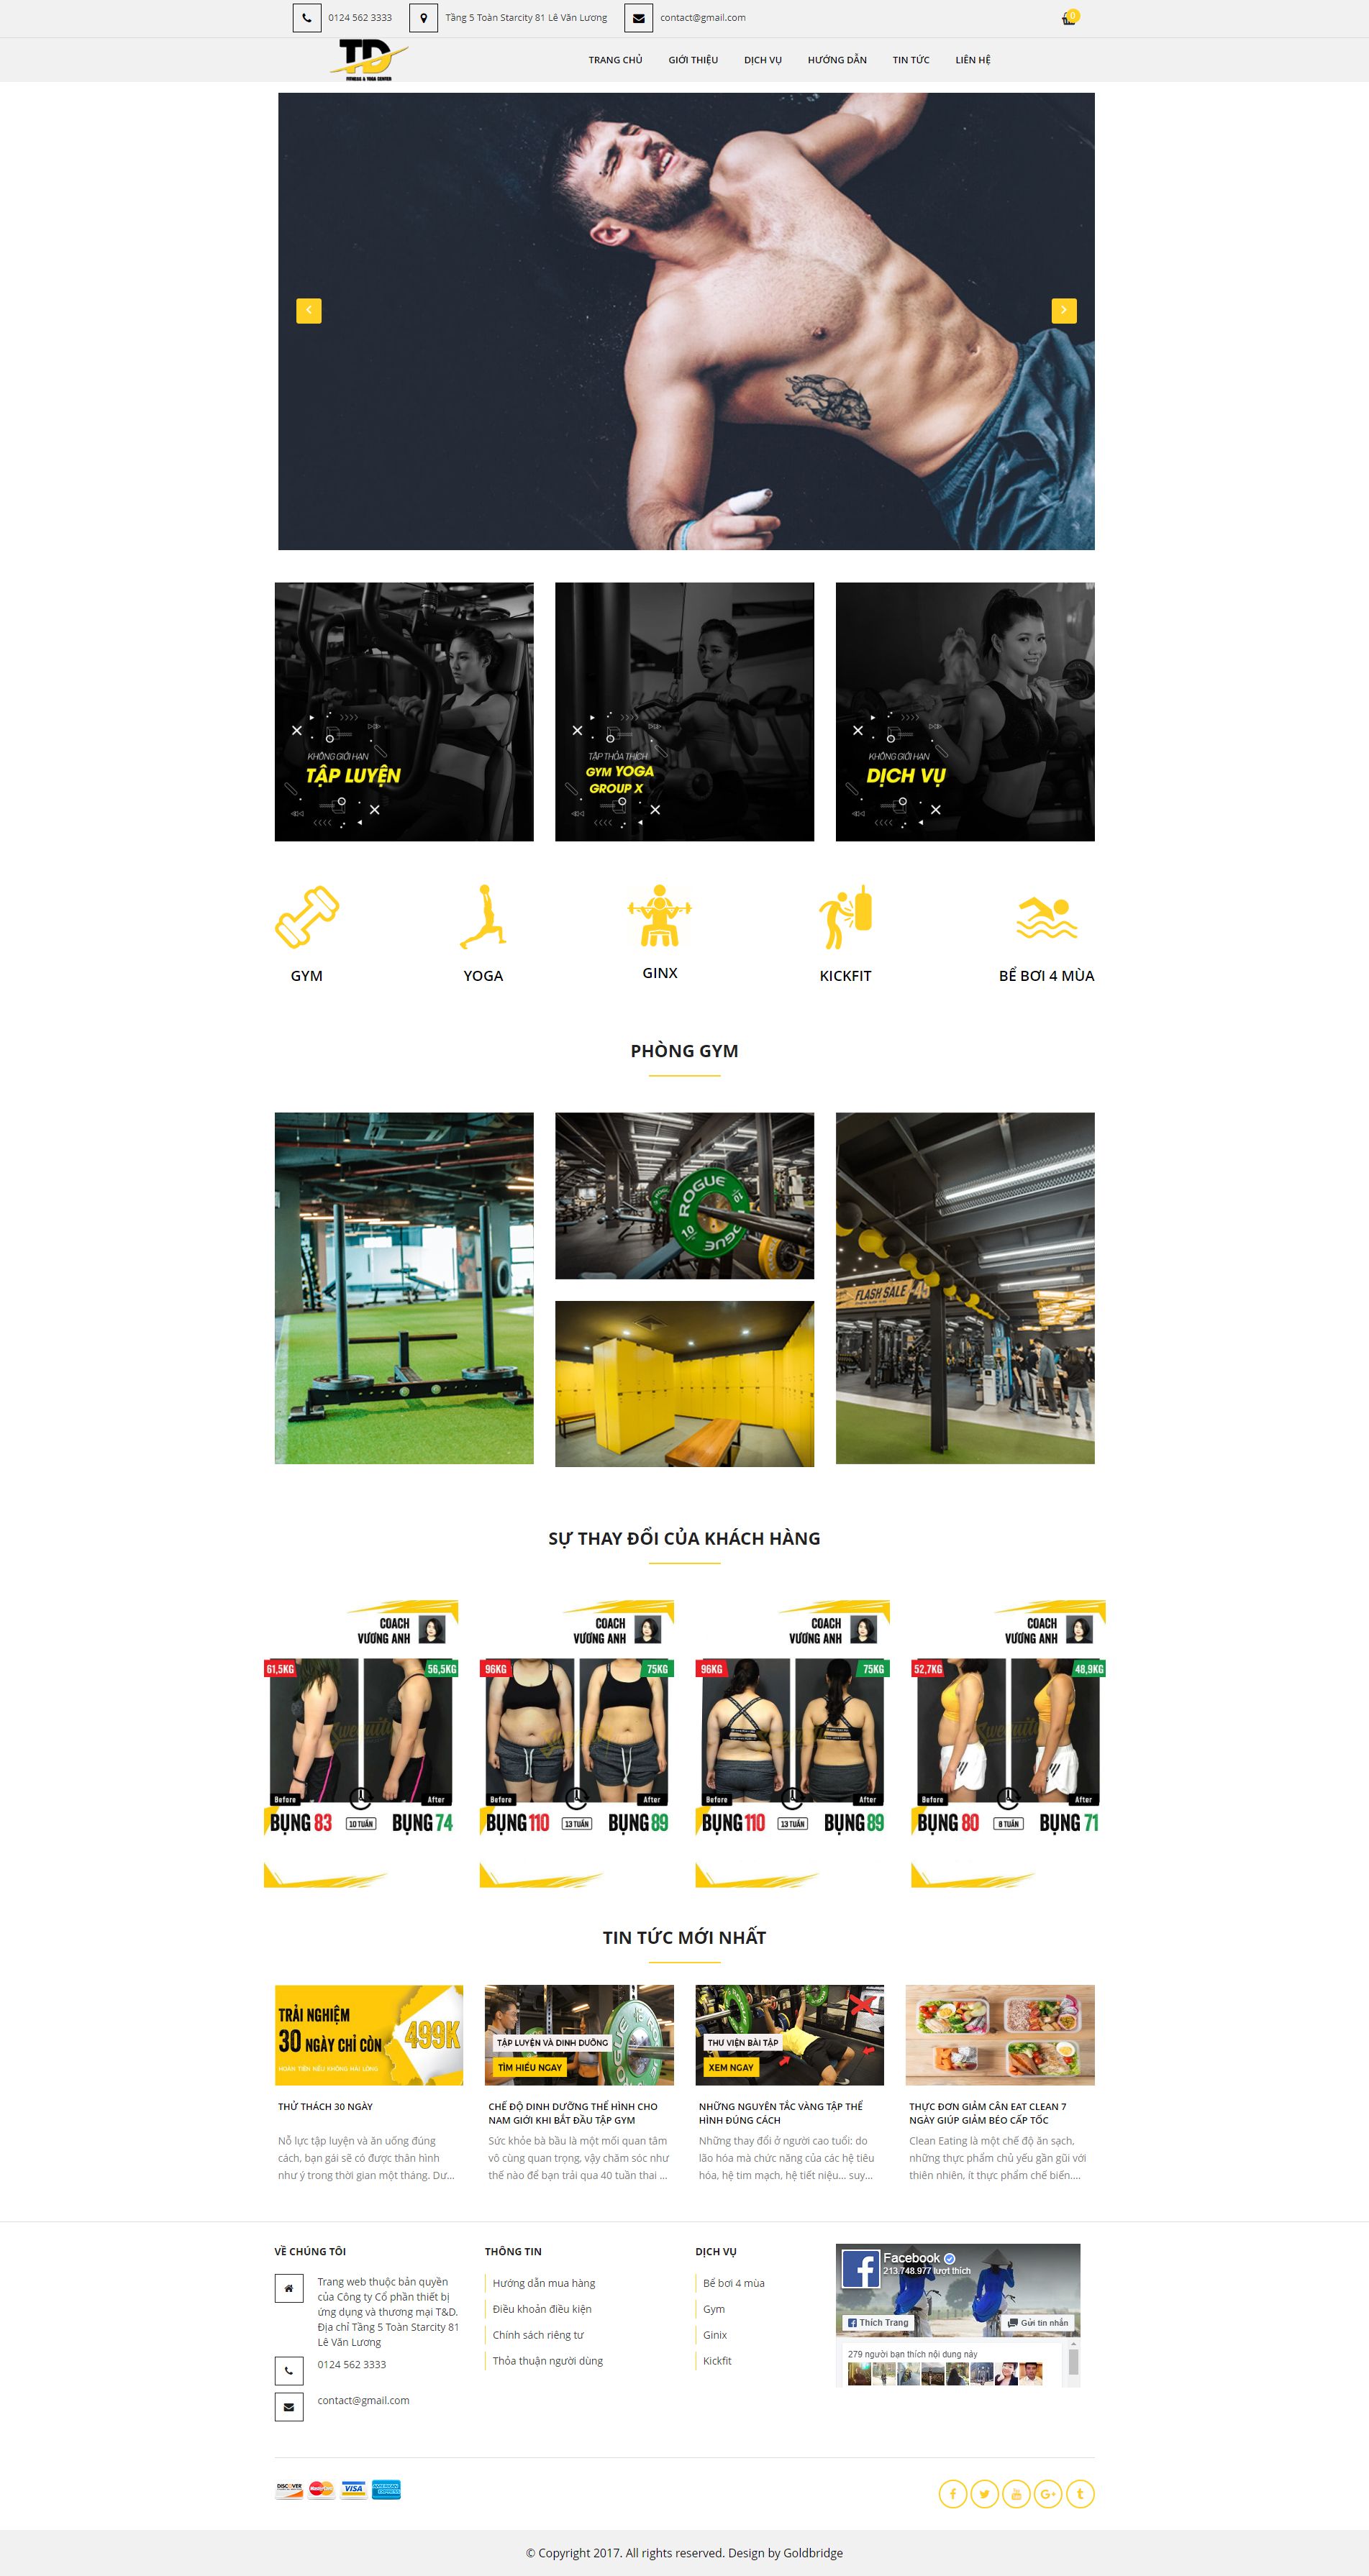 0124 562 3333
Tầng 5 Toàn Starcity 81 Lê Văn Lương
contact@gmail.com
0
TD
FITNESS & YOGA CENTER
TRANG CHỦ
GIỚI THIỆU
DỊCH VỤ
HƯỚNG DẪN
TIN TỨC
LIÊN HỆ
KHÔNG GIỚI HẠN
TẬP LUYỆN
TẬP THỎA THÍCH
GYM YOGA
GROUP X
KHÔNG GIỚI HẠN
DỊCH VỤ
GYM
YOGA
GINX
KICKFIT
BỂ BƠI 4 MÙA
PHÒNG GYM
ROGUE
10
ROGUE
FLASH SALE
SỰ THAY ĐỔI CỦA KHÁCH HÀNG
COACH
VƯƠNG ANH
61,5KG
56,5KG
Before
After
BỤNG 83
10 TUẦN
BỤNG 74
COACH
VƯƠNG ANH
96KG
75KG
Before
After
BỤNG 110
13 TUẦN
BỤNG 89
COACH
VƯƠNG ANH
96KG
75KG
Before
After
BỤNG 110
13 TUẦN
BỤNG 89
COACH
VƯƠNG ANH
52,7KG
48,9KG
Before
After
BỤNG 80
8 TUẦN
BỤNG 71
TIN TỨC MỚI NHẤT
TRẢI NGHIỆM
30 NGÀY CHỈ CÒN
499K
HOÀN TIỀN NẾU KHÔNG HÀI LÒNG
THỬ THÁCH 30 NGÀY
Nỗ lực tập luyện và ăn uống đúng
cách, bạn gái sẽ có được thân hình
như ý trong thời gian một tháng. Dư...
TẬP LUYỆN VÀ DINH DƯỠNG
TÌM HIỂU NGAY
CHẾ ĐỘ DINH DƯỠNG THỂ HÌNH CHO
NAM GIỚI KHI BẮT ĐẦU TẬP GYM
Sức khỏe bà bầu là một mối quan tâm
vô cùng quan trọng, vậy chăm sóc như
thế nào để bạn trải qua 40 tuần thai ...
THƯ VIỆN BÀI TẬP
XEM NGAY
NHỮNG NGUYÊN TẮC VÀNG TẬP THỂ
HÌNH ĐÚNG CÁCH
Những thay đổi ở người cao tuổi: do
lão hóa mà chức năng của các hệ tiêu
hóa, hệ tim mạch, hệ tiết niệu... suy...
THỰC ĐƠN GIẢM CÂN EAT CLEAN 7
NGÀY GIÚP GIẢM BÉO CẤP TỐC
Clean Eating là một chế độ ăn sạch,
những thực phẩm chủ yếu gần gũi với
thiên nhiên, ít thực phẩm chế biến....
VỀ CHÚNG TÔI
Trang web thuộc bản quyền
của Công ty Cổ phần thiết bị
ứng dụng và thương mại T&D.
Địa chỉ Tầng 5 Toàn Starcity 81
Lê Văn Lương
0124 562 3333
contact@gmail.com
THÔNG TIN
Hướng dẫn mua hàng
Điều khoản điều kiện
Chính sách riêng tư
Thỏa thuận người dùng
DỊCH VỤ
Bể bơi 4 mùa
Gym
Ginix
Kickfit
Facebook
213.748.977 lượt thích
Thích Trang
Gửi tin nhắn
279 người bạn thích nội dung này
DISCOVER
MasterCard
VISA
AMERICAN EXPRESS
© Copyright 2017. All rights reserved. Design by Goldbridge